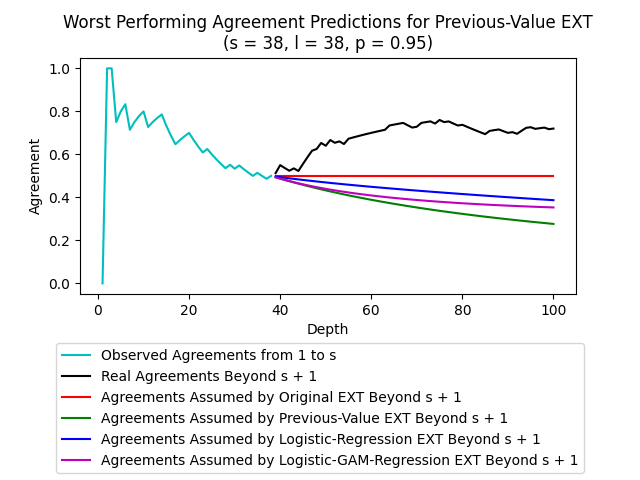 Worst Performing Agreement Predictions for Previous-Value EXT
(s = 38, l = 38, p = 0.95)
1.0
0.8
0.6
0.4
0.2
0.0
Agreement
0 20 40 60 80 100
Depth
Observed Agreements from 1 to s
Real Agreements Beyond s + 1
Agreements Assumed by Original EXT Beyond s + 1
Agreements Assumed by Previous-Value EXT Beyond s + 1
Agreements Assumed by Logistic-Regression EXT Beyond s + 1
Agreements Assumed by Logistic-GAM-Regression EXT Beyond s + 1